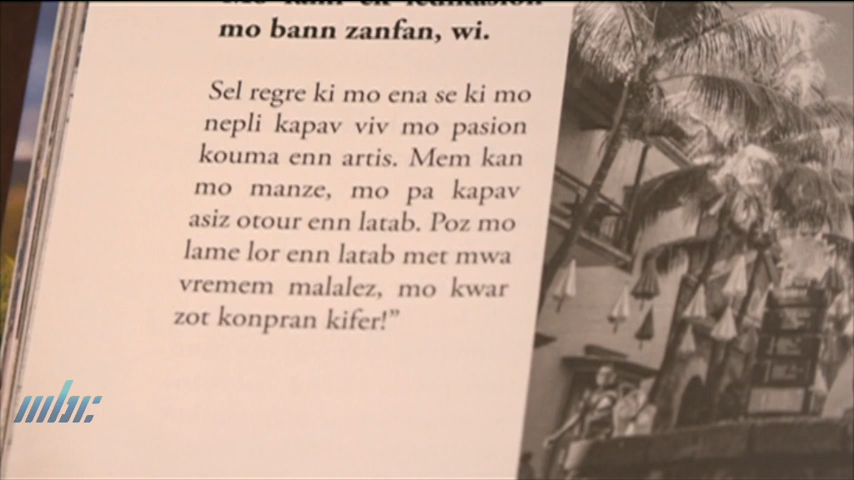 mo bann zanfan, wi.
Sel regre ki mo ena se ki mo
nepli kapav viv mo pasion
kouma enn artis. Mem kan
mo manze, mo pa kapav
asiz otour enn latab. Poz mo
lame lor enn latab met mwa
vremem malalez, mo kwar
zot konpran kifer!”
mbc